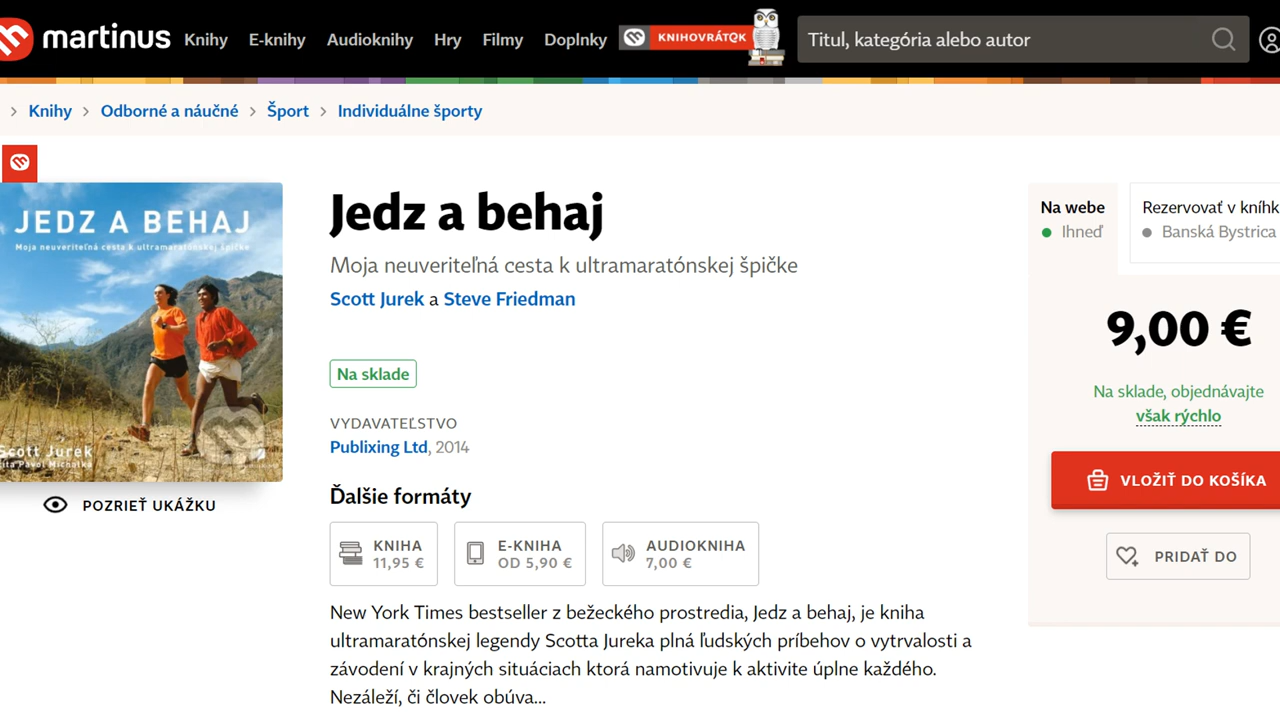 martinus
Knihy
E-knihy
Audioknihy
Hry
Filmy
Doplnky
KNIHOVRÁTOK
Titul, kategória alebo autor
Knihy
Odborné a náučné
Šport
Individuálne športy
JEDZ A BEHAJ
Moja neuveriteľná cesta k ultramaratónskej špičke
Scott Jurek
číta Pavol Michalka
POZRIEŤ UKÁŽKU
Jedz a behaj
Moja neuveriteľná cesta k ultramaratónskej špičke
Scott Jurek a Steve Friedman
Na sklade
VYDAVATEĽSTVO
Publixing Ltd, 2014
Ďalšie formáty
KNIHA
11,95 €
E-KNIHA
OD 5,90 €
AUDIOKNIHA
7,00 €
New York Times bestseller z bežeckého prostredia, Jedz a behaj, je kniha
ultramaratónskej legendy Scotta Jureka plná ľudských príbehov o vytrvalosti a
závodení v krajných situáciach ktorá namotivuje k aktivite úplne každého.
Nezáleží, či človek obúva...
Na webe
Ihneď
Rezervovať v kníhk
Banská Bystrica
9,00 €
Na sklade, objednávajte
však rýchlo
VLOŽIŤ DO KOŠÍKA
PRIDAŤ DO